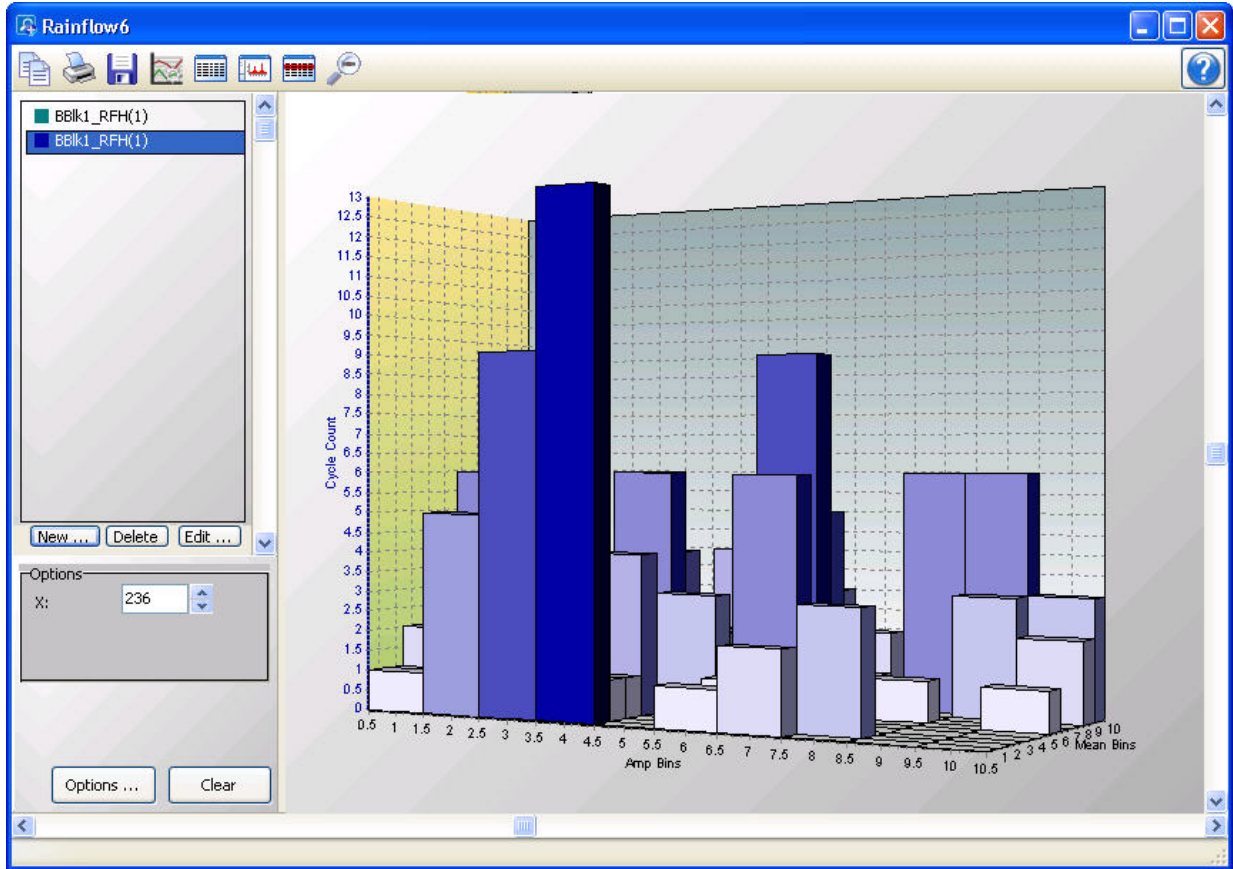 Rainflow6
BBlk1_RFH(1)
BBlk1_RFH(1)
New ... Delete Edit ...
Options
X: 236
Options ... Clear
13
12.5
12
11.5
11
10.5
10
9.5
9
8.5
8
7.5
7
6.5
6
5.5
5
4.5
4
3.5
3
2.5
2
1.5
1
0.5
0
Cycle Count
0.5 1 1.5 2 2.5 3 3.5 4 4.5 5 5.5 6 6.5 7 7.5 8 8.5 9 9.5 10 10.5
Amp Bins
1 2 3 4 5 6 7 8 9 10
Mean Bins